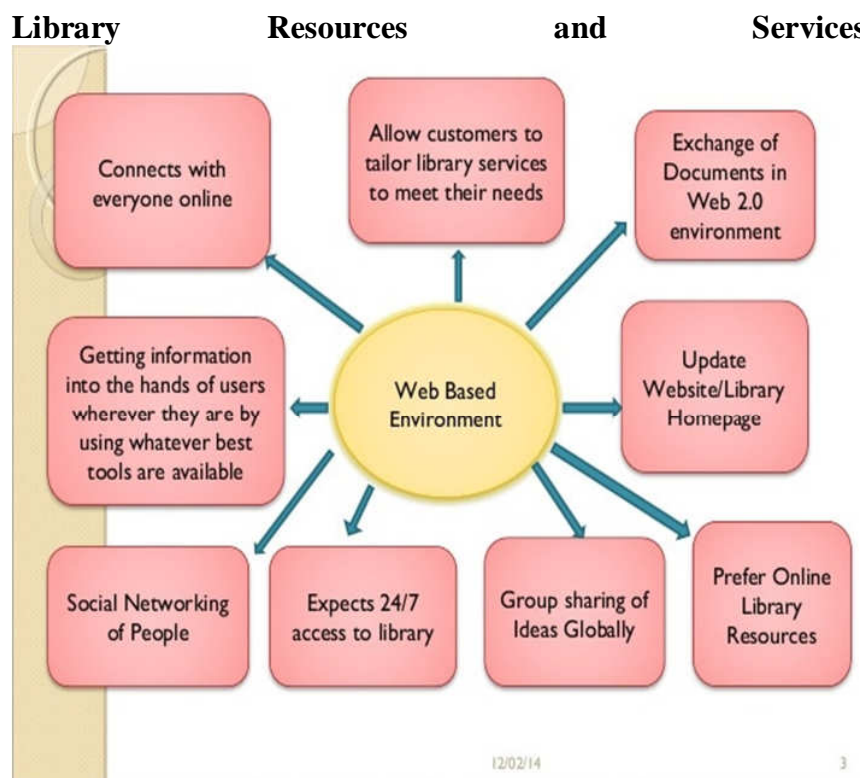 Library Resources and Services
Connects with
everyone online
Allow customers to
tailor library services
to meet their needs
Exchange of
Documents in
Web 2.0
environment
Getting information
into the hands of users
wherever they are by
using whatever best
tools are available
Web Based
Environment
Update
Website/Library
Homepage
Social Networking
of People
Expects 24/7
access to library
Group sharing of
Ideas Globally
Prefer Online
Library
Resources
12/02/14
3